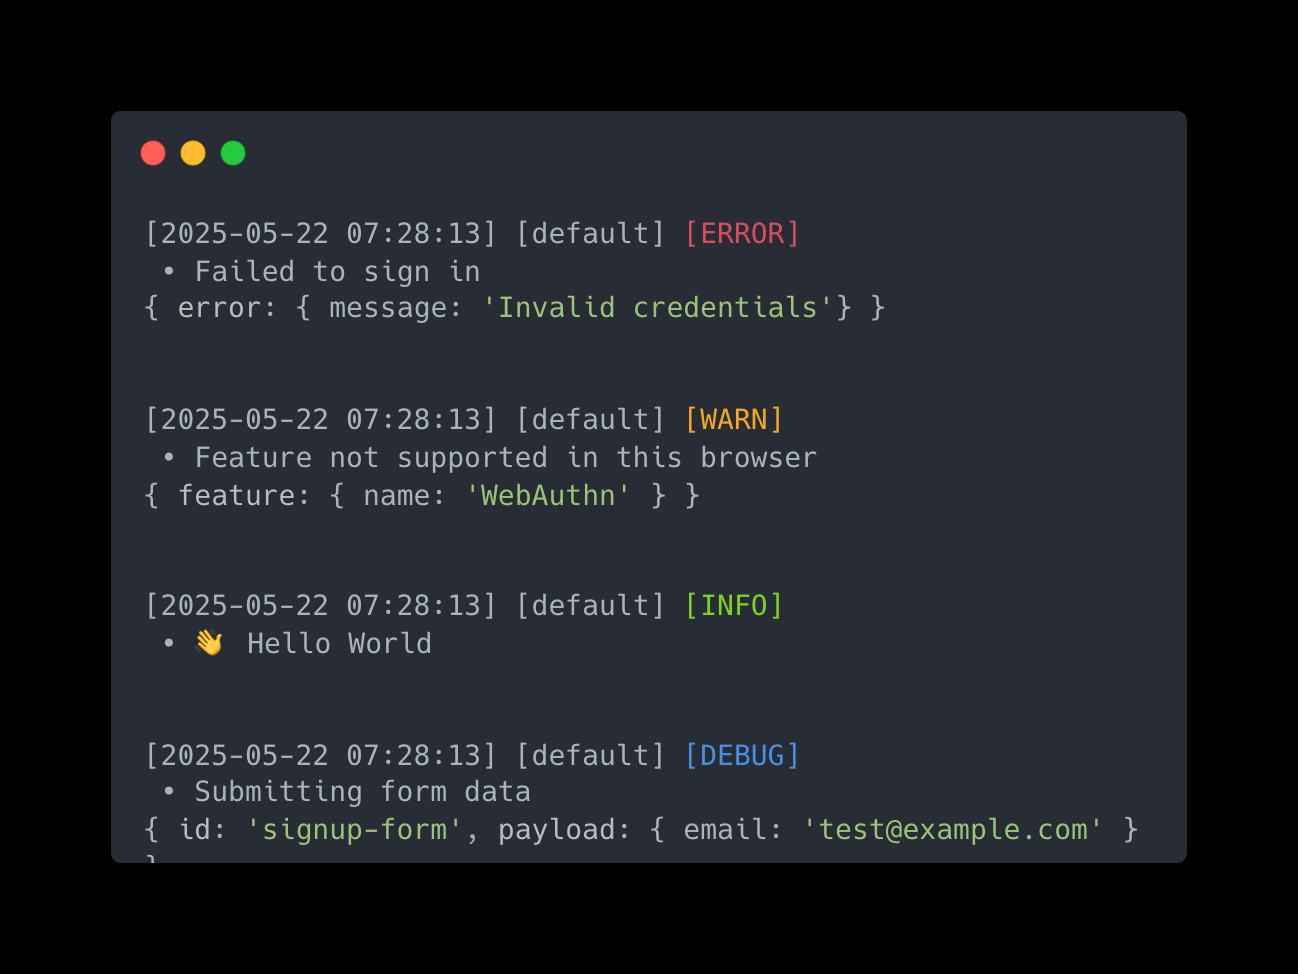 [2025-05-22 07:28:13] [default] [ERROR]
• Failed to sign in
{ error: { message: 'Invalid credentials'} }
[2025-05-22 07:28:13] [default] [WARN]
• Feature not supported in this browser
{ feature: { name: 'WebAuthn' } }
[2025-05-22 07:28:13] [default] [INFO]
• 👋 Hello World
[2025-05-22 07:28:13] [default] [DEBUG]
• Submitting form data
{ id: 'signup-form', payload: { email: 'test@example.com' }
}